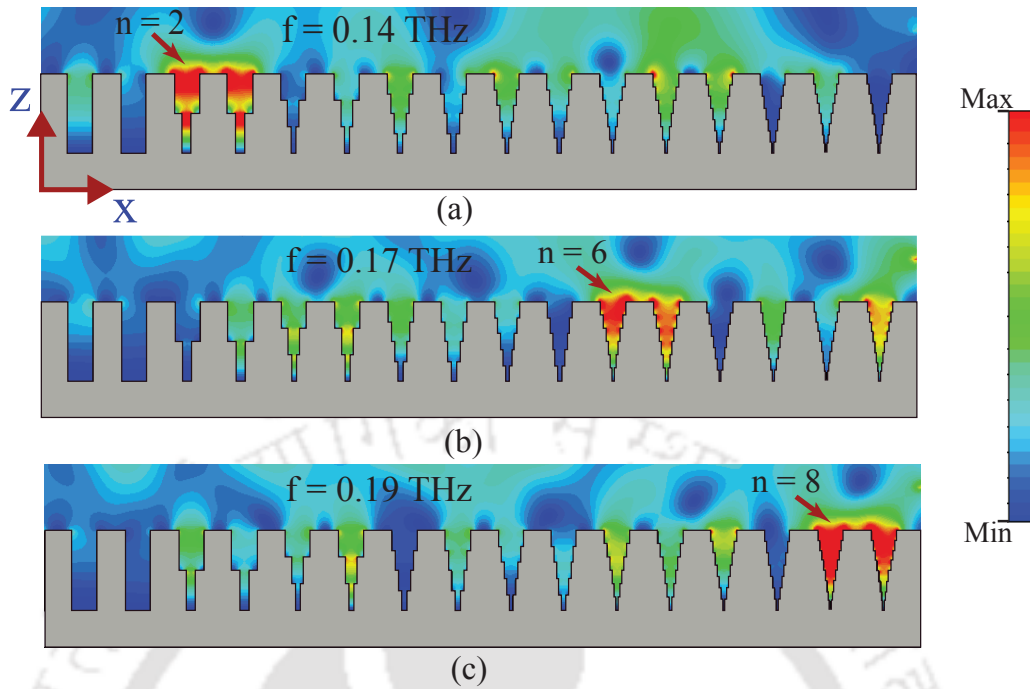 n = 2
f = 0.14 THz
Z
X
(a)
Max
Min
f = 0.17 THz
n = 6
(b)
f = 0.19 THz
n = 8
(c)